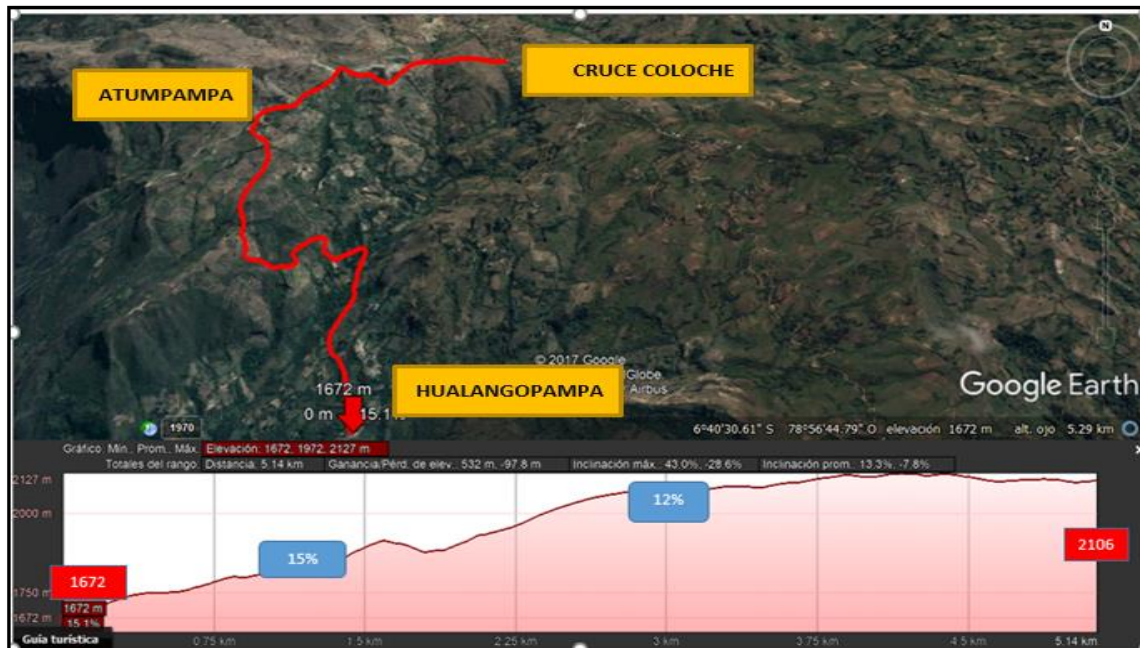 N
CRUCE COLOCHE
ATUMPAMPA
© 2017 Google
Globe
Airbus
HUALANGOPAMPA
1672 m
0 m 15.1%
Google Earth
1970
6°40'30.61" S 78°56'44.79" O elevación 1672 m alt. ojo 5.29 km
Gráfico: Mín., Prom., Máx. Elevación: 1672, 1972, 2127 m
Totales del rango: Distancia: 5.14 km Ganancia/Pérd. de elev.: 532 m, -97.8 m Inclinación máx.: 43.0%, -28.6% Inclinación prom.: 13.3%, -7.8%
2127 m
2000 m
1750 m
1672 m
12%
15%
2106
1672
1672 m
15.1%
Guía turística
0.75 km 1.5 km 2.25 km 3 km 3.75 km 4.5 km 5.14 km